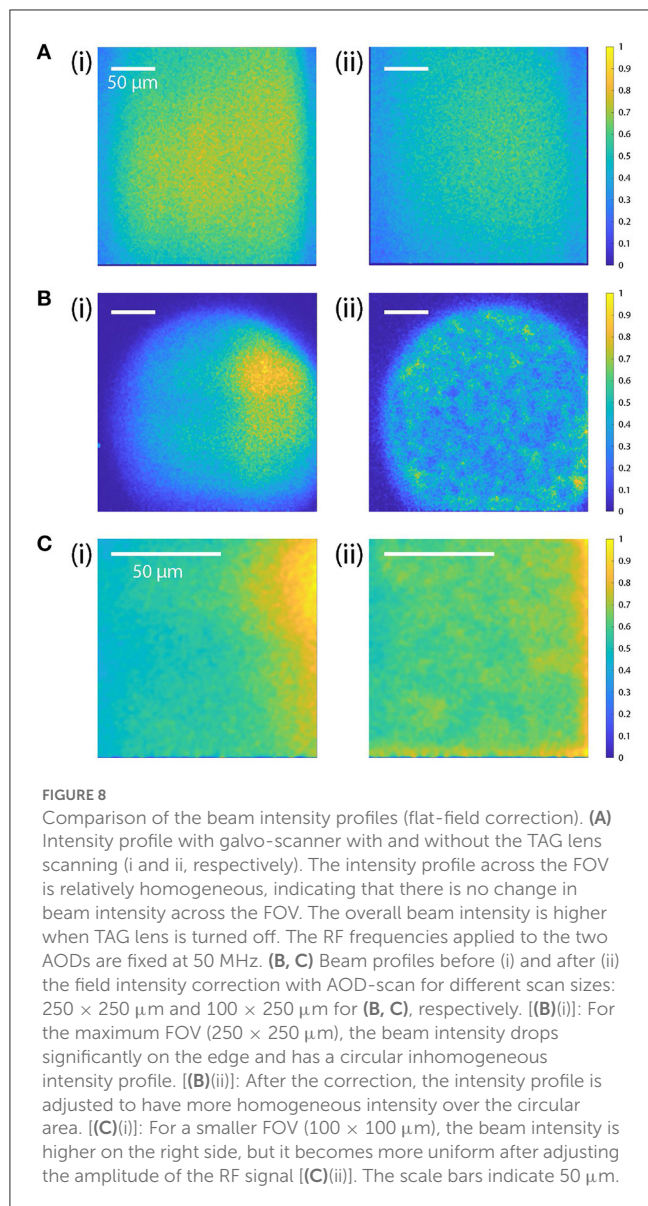 A
(i)
50 µm
(ii)
1
0.9
0.8
0.7
0.6
0.5
0.4
0.3
0.2
0.1
0
B
(i)
(ii)
1
0.9
0.8
0.7
0.6
0.5
0.4
0.3
0.2
0.1
0
C
(i)
50 µm
(ii)
1
0.9
0.8
0.7
0.6
0.5
0.4
0.3
0.2
0.1
0
FIGURE 8
Comparison of the beam intensity profiles (flat-field correction). (A)
Intensity profile with galvo-scanner with and without the TAG lens
scanning (i and ii, respectively). The intensity profile across the FOV
is relatively homogeneous, indicating that there is no change in
beam intensity across the FOV. The overall beam intensity is higher
when TAG lens is turned off. The RF frequencies applied to the two
AODs are fixed at 50 MHz. (B, C) Beam profiles before (i) and after (ii)
the field intensity correction with AOD-scan for different scan sizes:
250 × 250 µm and 100 × 250 µm for (B, C), respectively. [(B)(i)]: For
the maximum FOV (250 × 250 µm), the beam intensity drops
significantly on the edge and has a circular inhomogeneous
intensity profile. [(B)(ii)]: After the correction, the intensity profile is
adjusted to have more homogeneous intensity over the circular
area. [(C)(i)]: For a smaller FOV (100 × 100 µm), the beam intensity is
higher on the right side, but it becomes more uniform after adjusting
the amplitude of the RF signal [(C)(ii)]. The scale bars indicate 50 µm.